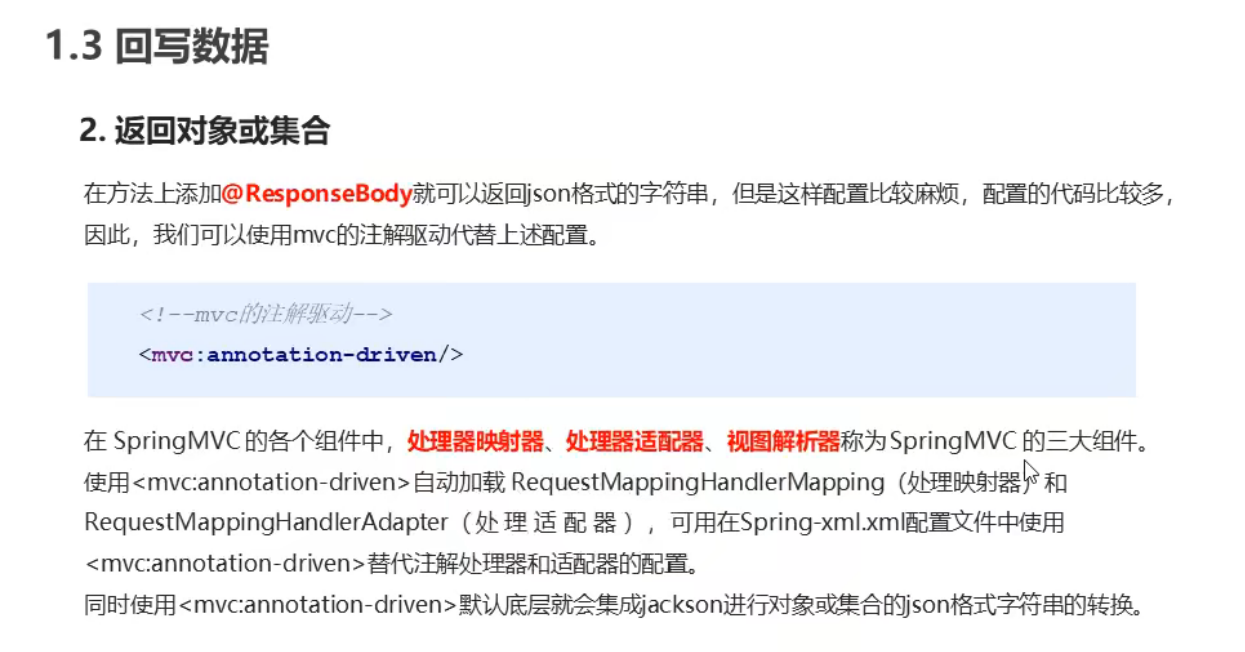 1.3 回写数据
2. 返回对象或集合
在方法上添加@ResponseBody就可以返回json格式的字符串，但是这样配置比较麻烦，配置的代码比较多，
因此，我们可以使用mvc的注解驱动代替上述配置。
<!--mvc的注解驱动-->
<mvc:annotation-driven/>
在 SpringMVC 的各个组件中，处理器映射器、处理器适配器、视图解析器称为 SpringMVC 的三大组件。
使用<mvc:annotation-driven>自动加载 RequestMappingHandlerMapping（处理映射器）和
RequestMappingHandlerAdapter（ 处 理 适 配 器 ），可用在Spring-xml.xml配置文件中使用
<mvc:annotation-driven>替代注解处理器和适配器的配置。
同时使用<mvc:annotation-driven>默认底层就会集成jackson进行对象或集合的json格式字符串的转换。